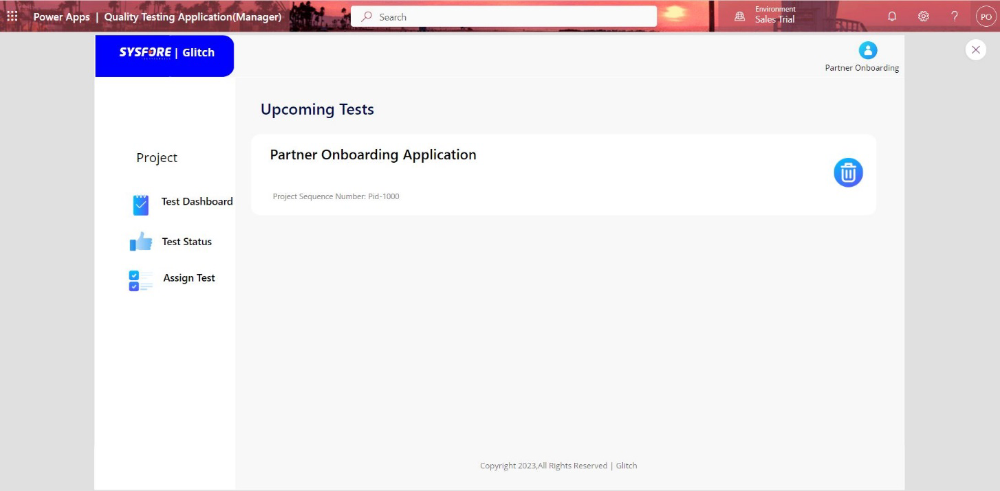 Power Apps | Quality Testing Application(Manager)
Search
Environment
Sales Trial
PO
SYSFORE | Glitch
Partner Onboarding
Upcoming Tests
Partner Onboarding Application
Project Sequence Number: Pid-1000
Project
Test Dashboard
Test Status
Assign Test
Copyright 2023,All Rights Reserved | Glitch